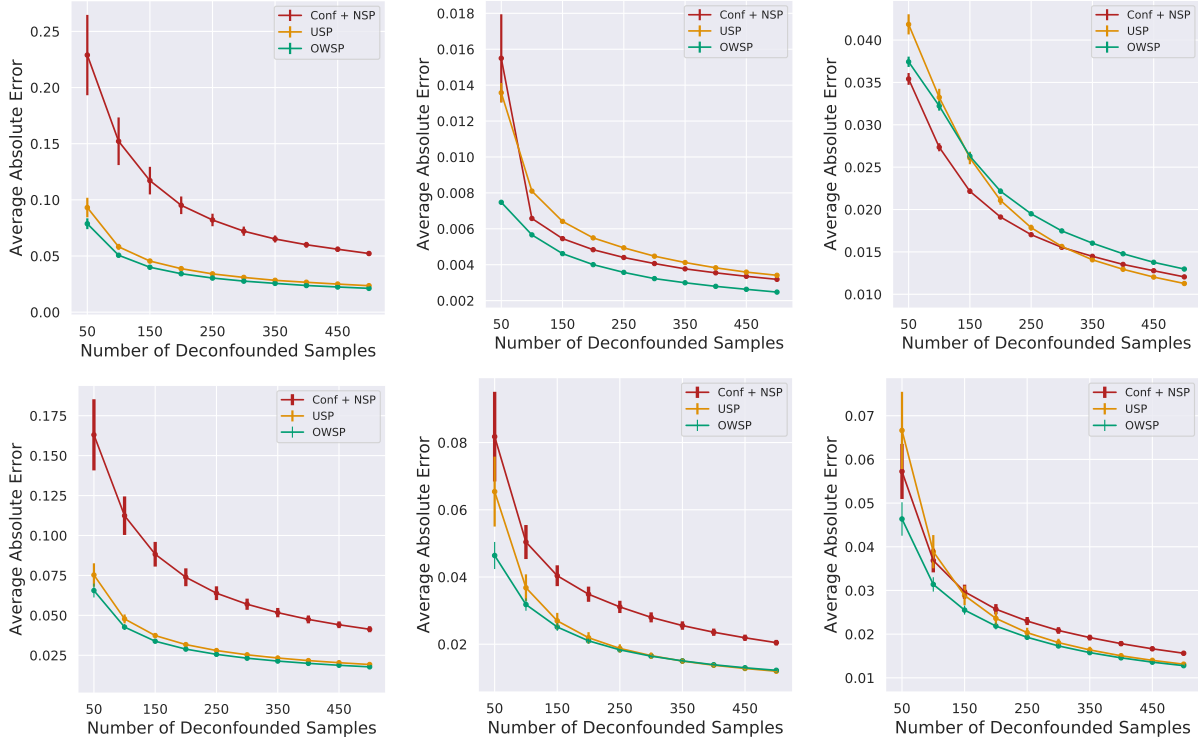 Average Absolute Error
0.25
0.20
0.15
0.10
0.05
0.00
Conf + NSP
USP
OWSP
50
150
250
350
450
Number of Deconfounded Samples
Average Absolute Error
0.018
0.016
0.014
0.012
0.010
0.008
0.006
0.004
0.002
Conf + NSP
USP
OWSP
50
150
250
350
450
Number of Deconfounded Samples
Average Absolute Error
0.040
0.035
0.030
0.025
0.020
0.015
0.010
Conf + NSP
USP
OWSP
50
150
250
350
450
Number of Deconfounded Samples
Average Absolute Error
0.175
0.150
0.125
0.100
0.075
0.050
0.025
Conf + NSP
USP
OWSP
50
150
250
350
450
Number of Deconfounded Samples
Average Absolute Error
0.08
0.06
0.04
0.02
Conf + NSP
USP
OWSP
50
150
250
350
450
Number of Deconfounded Samples
Average Absolute Error
0.07
0.06
0.05
0.04
0.03
0.02
0.01
Conf + NSP
USP
OWSP
50
150
250
350
450
Number of Deconfounded Samples